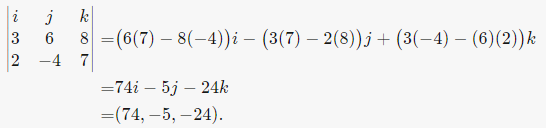 |i j k|
|3 6 8| =(6(7) − 8(−4))i − (3(7) − 2(8))j + (3(−4) − (6)(2))k
|2 −4 7|
=74i − 5j − 24k
=(74, −5, −24).